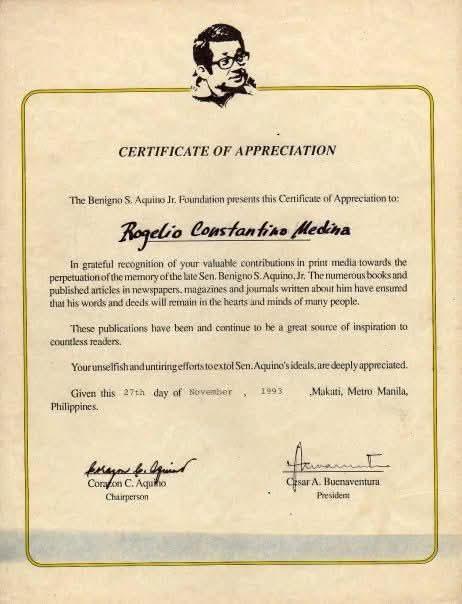 CERTIFICATE OF APPRECIATION
The Benigno S. Aquino Jr. Foundation presents this Certificate of Appreciation to:
Rogelio Constantino Medina
In grateful recognition of your valuable contributions in print media towards the
perpetuation of the memory of the late Sen. Benigno S. Aquino, Jr. The numerous books and
published articles in newspapers, magazines and journals written about him have ensured
that his words and deeds will remain in the hearts and minds of many people.
These publications have been and continue to be a great source of inspiration to
countless readers.
Your unselfish and untiring efforts to extol Sen. Aquino's ideals, are deeply appreciated.
Given this 27th day of November , 1993 ,Makati, Metro Manila,
Philippines.
Corazon C. Aquino
Corazon C. Aquino
Chairperson
Cesar A. Buenaventura
President